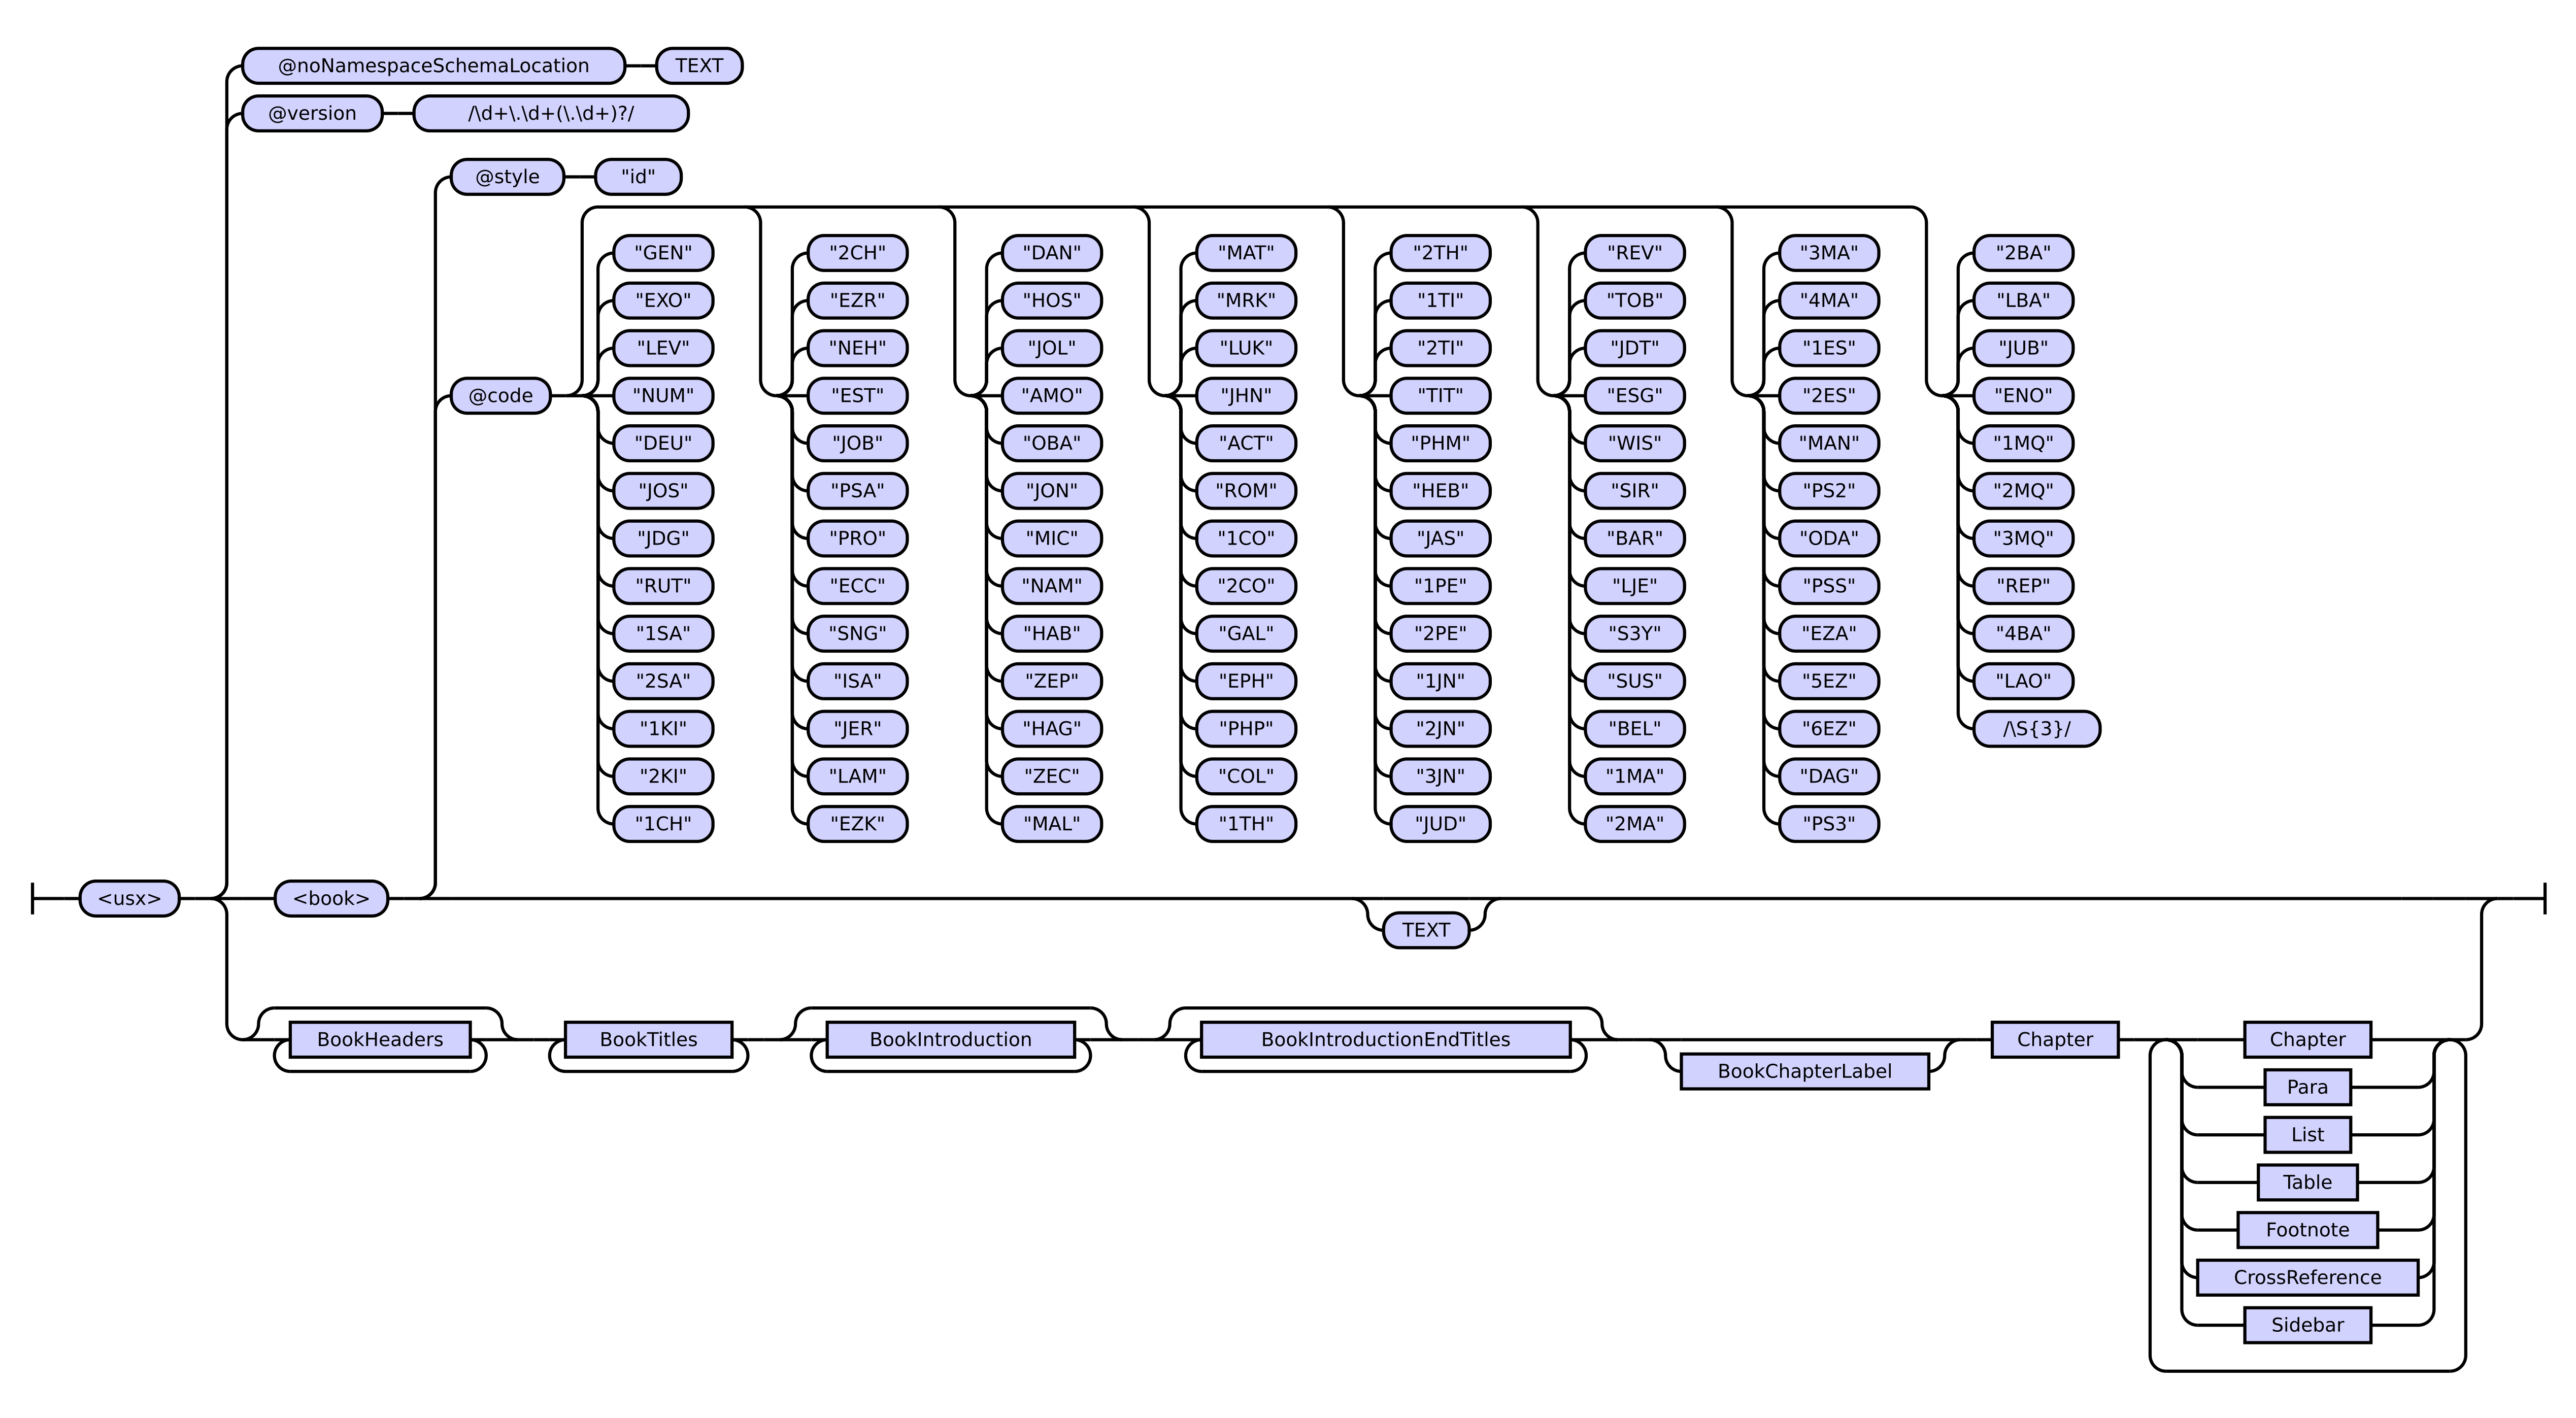 @noNamespaceSchemaLocation TEXT
@version /\d+\.\d+(\.\d+)?/
@style "id"
"GEN" "2CH" "DAN" "MAT" "2TH" "REV" "3MA" "2BA"
"EXO" "EZR" "HOS" "MRK" "1TI" "TOB" "4MA" "LBA"
"LEV" "NEH" "JOL" "LUK" "2TI" "JDT" "1ES" "JUB"
@code "NUM" "EST" "AMO" "JHN" "TIT" "ESG" "2ES" "ENO"
"DEU" "JOB" "OBA" "ACT" "PHM" "WIS" "MAN" "1MQ"
"JOS" "PSA" "JON" "ROM" "HEB" "SIR" "PS2" "2MQ"
"JDG" "PRO" "MIC" "1CO" "JAS" "BAR" "ODA" "3MQ"
"RUT" "ECC" "NAM" "2CO" "1PE" "LJE" "PSS" "REP"
"1SA" "SNG" "HAB" "GAL" "2PE" "S3Y" "EZA" "4BA"
"2SA" "ISA" "ZEP" "EPH" "1JN" "SUS" "5EZ" "LAO"
"1KI" "JER" "HAG" "PHP" "2JN" "BEL" "6EZ" /\S{3}/
"2KI" "LAM" "ZEC" "COL" "3JN" "1MA" "DAG"
"1CH" "EZK" "MAL" "1TH" "JUD" "2MA" "PS3"
<usx> <book>
TEXT
BookHeaders BookTitles BookIntroduction BookIntroductionEndTitles Chapter Chapter
BookChapterLabel
Para
List
Table
Footnote
CrossReference
Sidebar